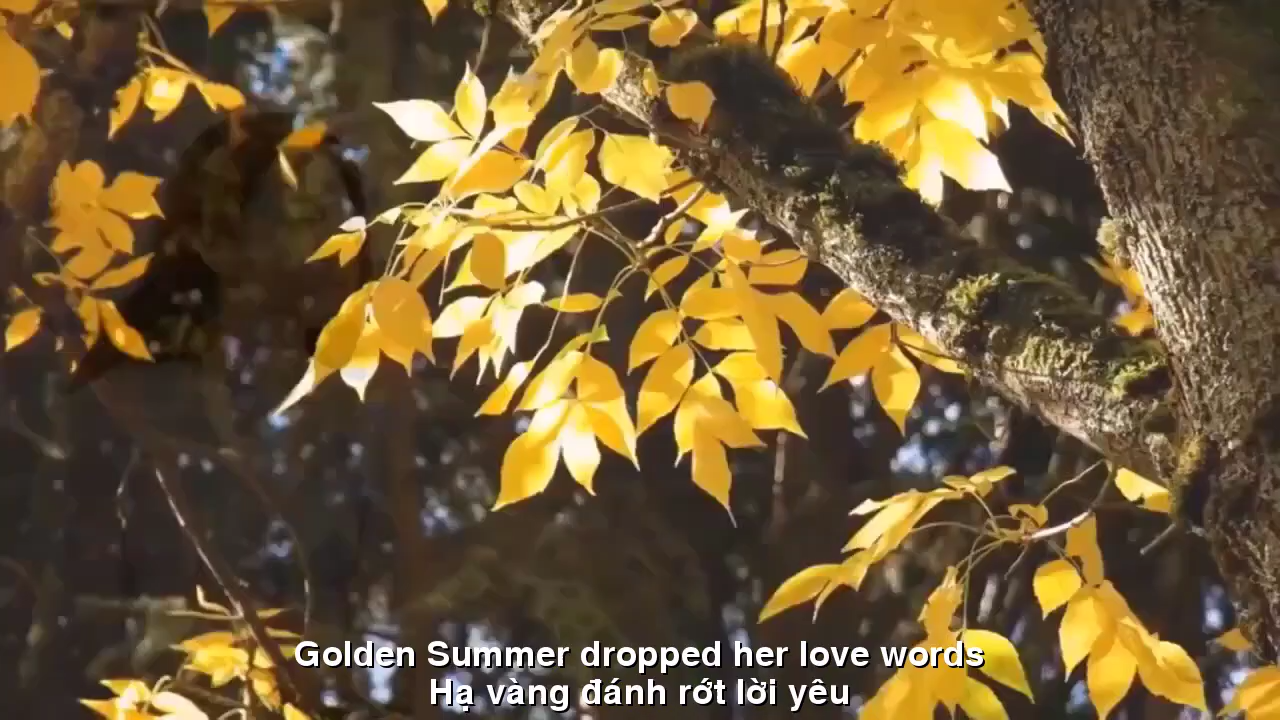 Golden Summer dropped her love words
Hạ vàng đánh rớt lời yêu